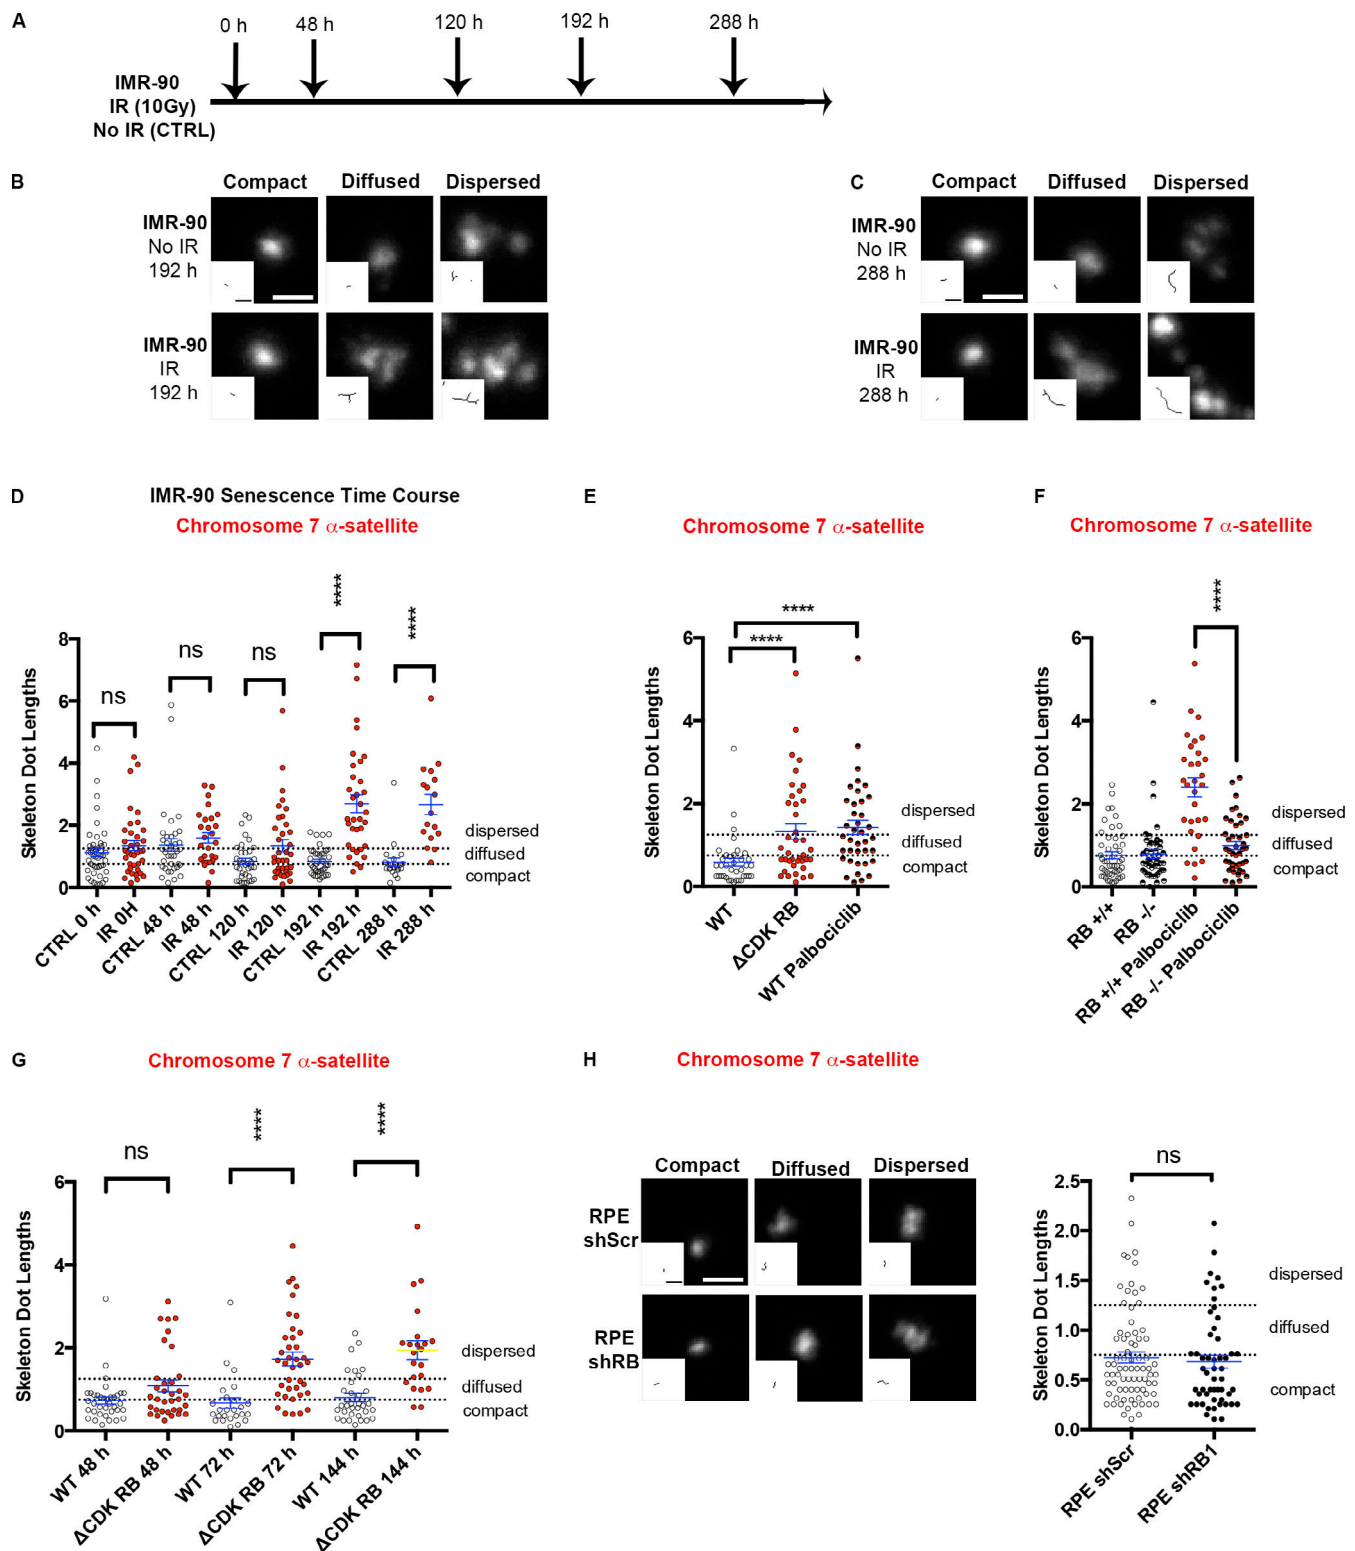 A
0 h
48 h
120 h
192 h
288 h
IMR-90
IR (10Gy)
No IR (CTRL)
B
Compact
Diffused
Dispersed
IMR-90
No IR
192 h
IMR-90
IR
192 h
C
Compact
Diffused
Dispersed
IMR-90
No IR
288 h
IMR-90
IR
288 h
D
IMR-90 Senescence Time Course
Chromosome 7 α-satellite
Skeleton Dot Lengths
8
6
4
2
0
ns
ns
ns
****
****
dispersed
diffused
compact
CTRL 0 h
IR 0H
CTRL 48 h
IR 48 h
CTRL 120 h
IR 120 h
CTRL 192 h
IR 192 h
CTRL 288 h
IR 288 h
E
Chromosome 7 α-satellite
Skeleton Dot Lengths
6
4
2
0
****
****
dispersed
diffused
compact
WT
ΔCDK RB
WT Palbociclib
F
Chromosome 7 α-satellite
Skeleton Dot Lengths
6
4
2
0
****
dispersed
diffused
compact
RB +/+
RB -/-
RB +/+ Palbociclib
RB -/- Palbociclib
G
Chromosome 7 α-satellite
Skeleton Dot Lengths
6
4
2
0
ns
****
****
dispersed
diffused
compact
WT 48 h
ΔCDK RB 48 h
WT 72 h
ΔCDK RB 72 h
WT 144 h
ΔCDK RB 144 h
H
Chromosome 7 α-satellite
Compact
Diffused
Dispersed
RPE
shScr
RPE
shRB
Skeleton Dot Lengths
2.5
2.0
1.5
1.0
0.5
0.0
ns
dispersed
diffused
compact
RPE shScr
RPE shRB1